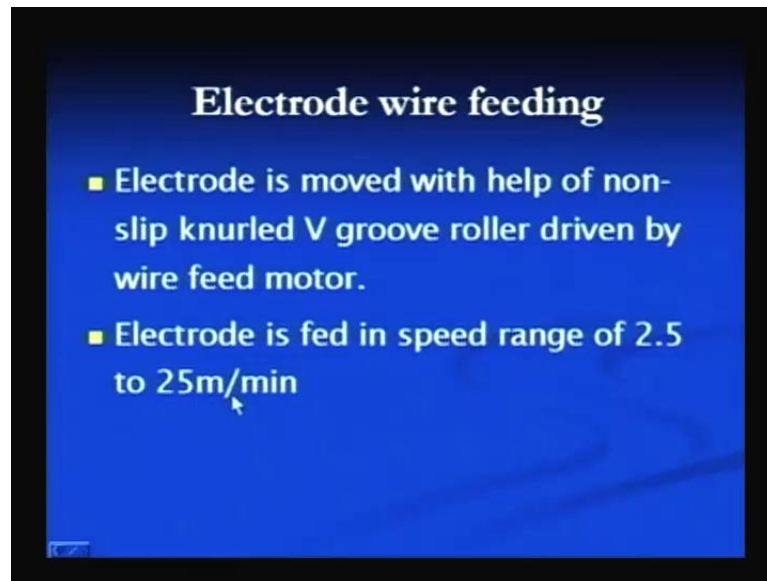 Electrode wire feeding
Electrode is moved with help of non-
slip knurled V groove roller driven by
wire feed motor.
Electrode is fed in speed range of 2.5
to 25m/min